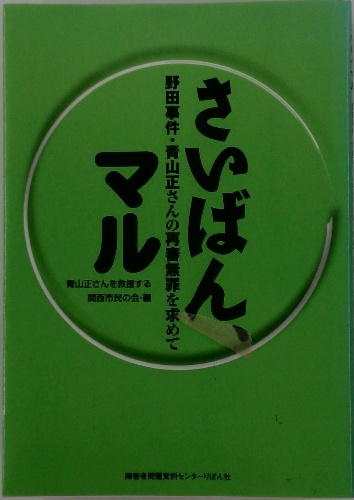 さいばん、
マル
野田事件・青山正さんの再審無罪を求めて
青山正さんを救援する
関西市民の会・編
障害者問題資料センターりぼん社